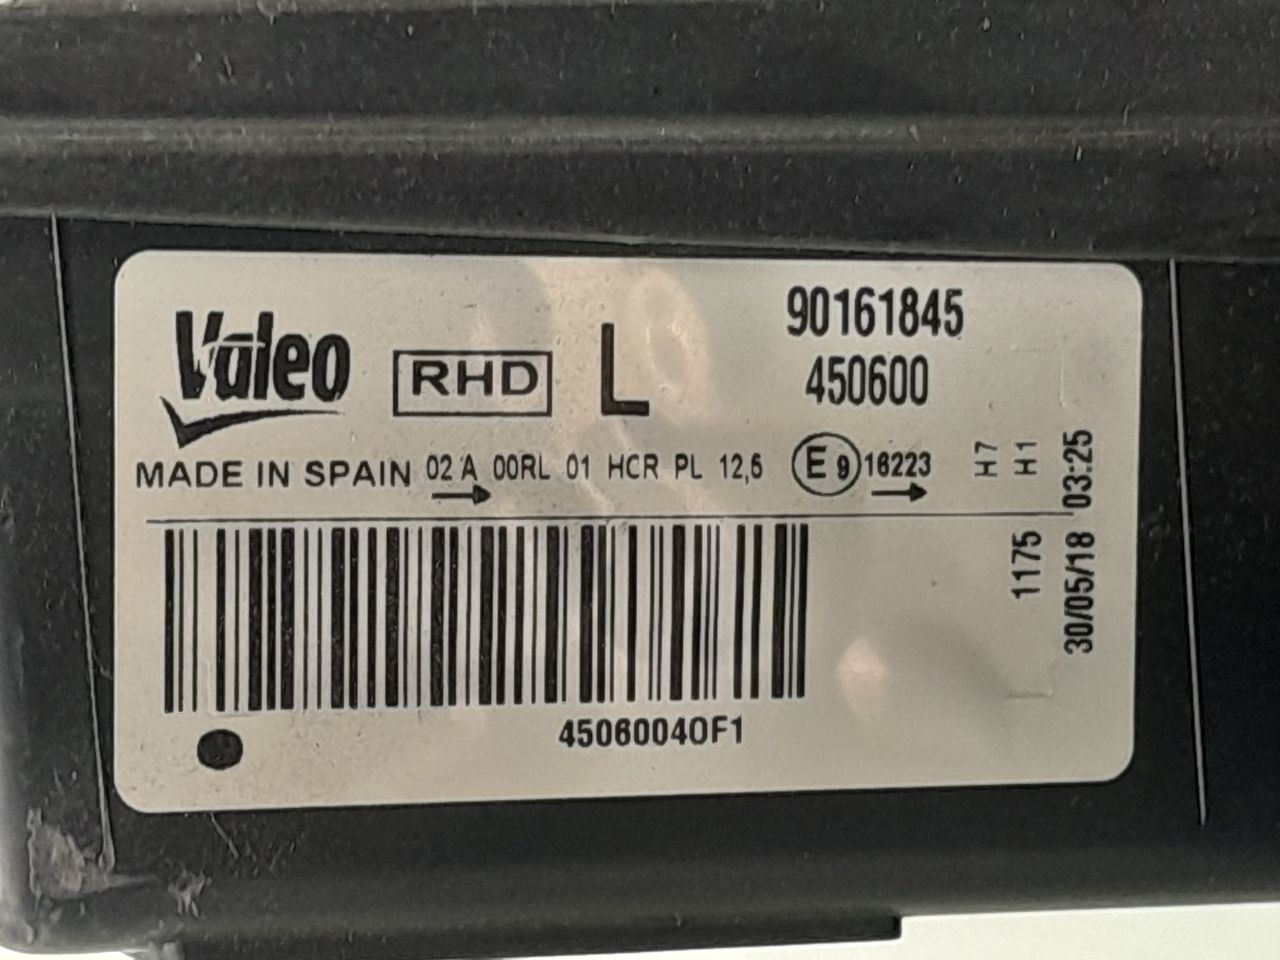 Valeo
RHD
L
90161845
450600
MADE IN SPAIN 02 A 00RL 01 HCR PL 12,5 E 9 16223
H7
H1
1175
30/05/18 03:25
4506004OF1